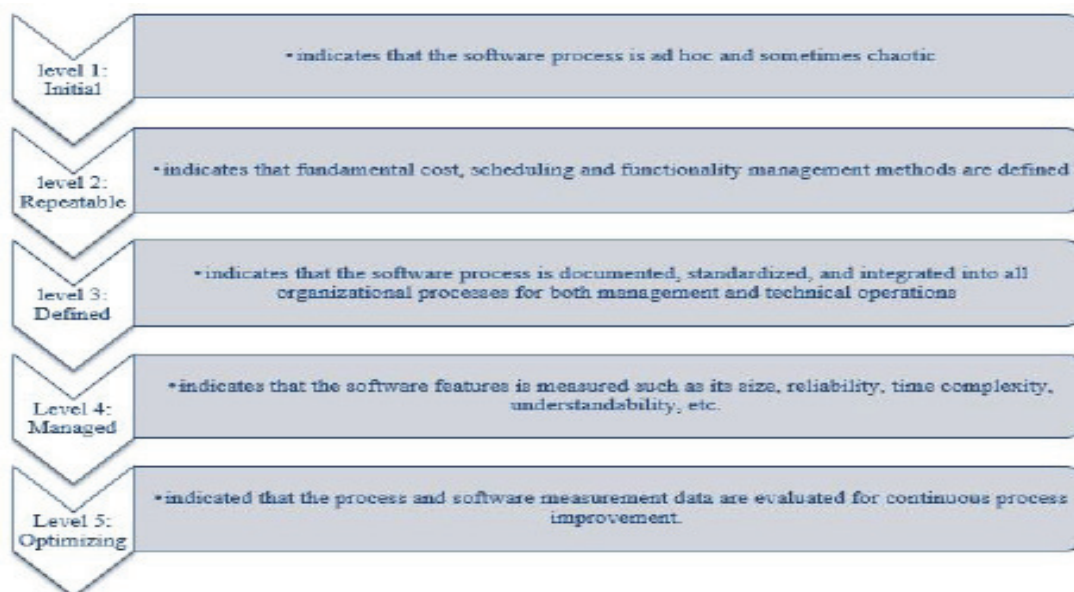 level 1:
Initial
•indicates that the software process is ad hoc and sometimes chaotic
level 2:
Repeatable
•indicates that fundamental cost, scheduling and functionality management methods are defined
level 3:
Defined
•indicates that the software process is documented, standardized, and integrated into all
organizational processes for both management and technical operations
Level 4:
Managed
•indicates that the software features is measured such as its size, reliability, time complexity,
understandability, etc.
Level 5:
Optimizing
•indicated that the process and software measurement data are evaluated for continuous process
improvement.